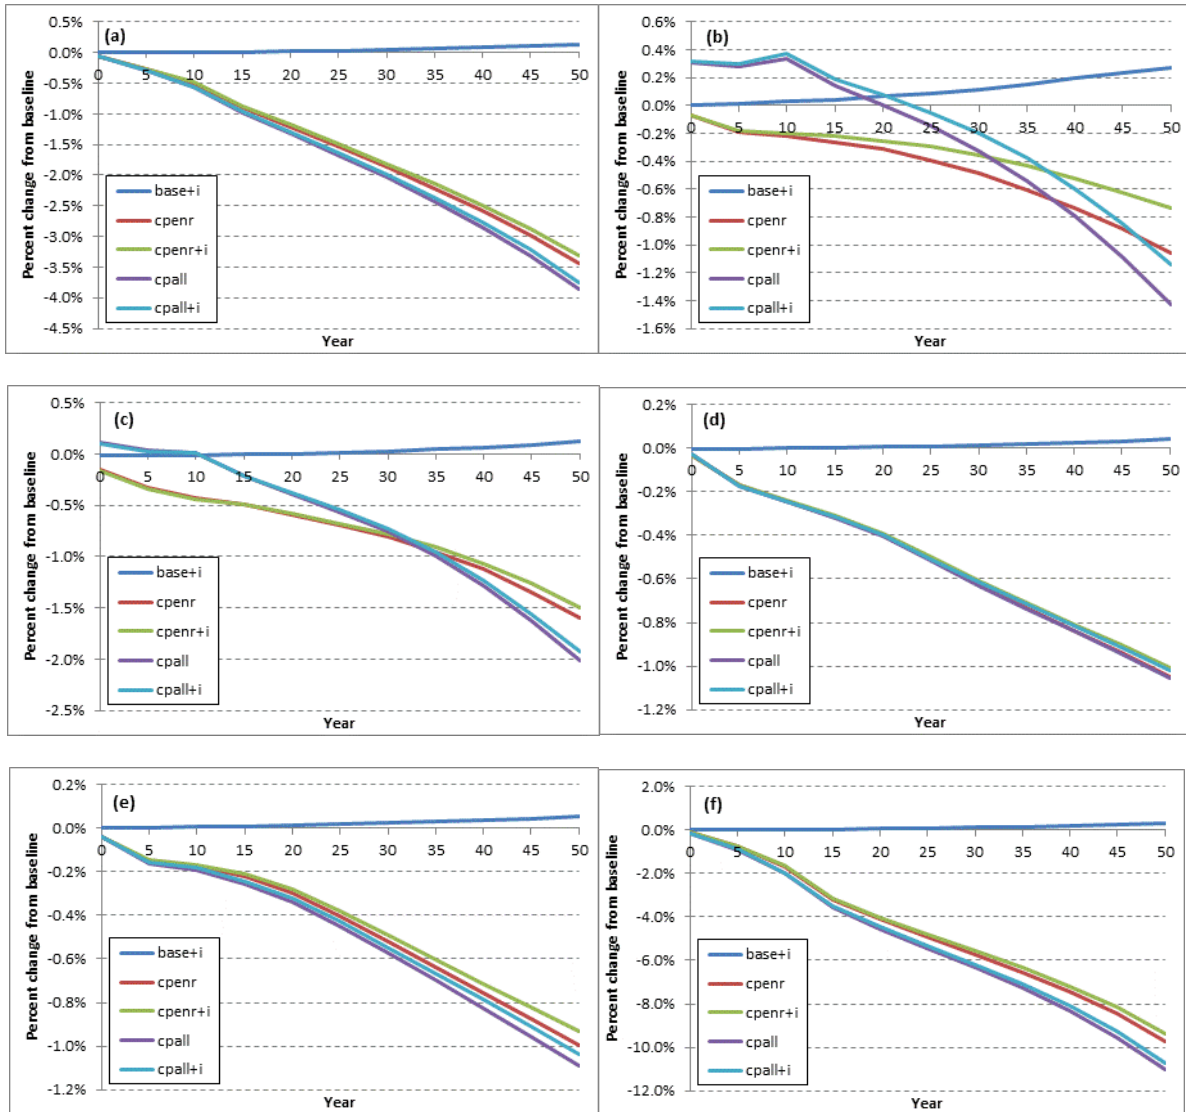 (a)
Percent change from baseline
0.5%
0.0%
-0.5%
-1.0%
-1.5%
-2.0%
-2.5%
-3.0%
-3.5%
-4.0%
-4.5%
0 5 10 15 20 25 30 35 40 45 50
base+i
cpenr
cpenr+i
cpall
cpall+i
Year
(b)
Percent change from baseline
0.6%
0.4%
0.2%
0.0%
-0.2%
-0.4%
-0.6%
-0.8%
-1.0%
-1.2%
-1.4%
-1.6%
0 5 10 15 20 25 30 35 40 45 50
base+i
cpenr
cpenr+i
cpall
cpall+i
Year
(c)
Percent change from baseline
0.5%
0.0%
-0.5%
-1.0%
-1.5%
-2.0%
-2.5%
0 5 10 15 20 25 30 35 40 45 50
base+i
cpenr
cpenr+i
cpall
cpall+i
Year
(d)
Percent change from baseline
0.2%
0.0%
-0.2%
-0.4%
-0.6%
-0.8%
-1.0%
-1.2%
0 5 10 15 20 25 30 35 40 45 50
base+i
cpenr
cpenr+i
cpall
cpall+i
Year
(e)
Percent change from baseline
0.2%
0.0%
-0.2%
-0.4%
-0.6%
-0.8%
-1.0%
-1.2%
0 5 10 15 20 25 30 35 40 45 50
base+i
cpenr
cpenr+i
cpall
cpall+i
Year
(f)
Percent change from baseline
2.0%
0.0%
-2.0%
-4.0%
-6.0%
-8.0%
-10.0%
-12.0%
0 5 10 15 20 25 30 35 40 45 50
base+i
cpenr
cpenr+i
cpall
cpall+i
Year